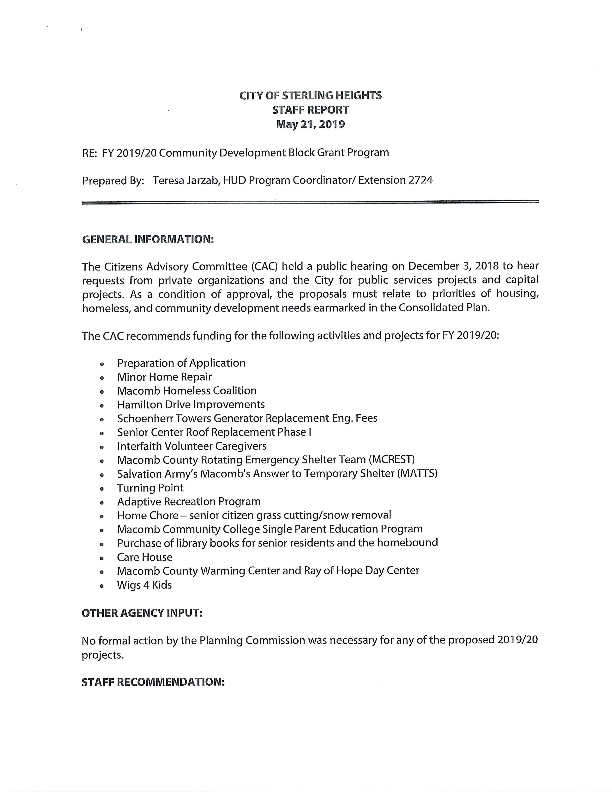 CITY OF STERLING HEIGHTS
STAFF REPORT
May 21, 2019
RE: FY 2019/20 Community Development Block Grant Program
Prepared By: Teresa Jarzab, HUD Program Coordinator/ Extension 2724
GENERAL INFORMATION:
The Citizens Advisory Committee (CAC) held a public hearing on December 3, 2018 to hear
requests from private organizations and the City for public services projects and capital
projects. As a condition of approval, the proposals must relate to priorities of housing,
homeless, and community development needs earmarked in the Consolidated Plan.
The CAC recommends funding for the following activities and projects for FY 2019/20:
• Preparation of Application
• Minor Home Repair
• Macomb Homeless Coalition
• Hamilton Drive Improvements
• Schoenherr Towers Generator Replacement Eng. Fees
• Senior Center Roof Replacement Phase I
• Interfaith Volunteer Caregivers
• Macomb County Rotating Emergency Shelter Team (MCREST)
• Salvation Army's Macomb's Answer to Temporary Shelter (MATTS)
• Turning Point
• Adaptive Recreation Program
• Home Chore – senior citizen grass cutting/snow removal
• Macomb Community College Single Parent Education Program
• Purchase of library books for senior residents and the homebound
• Care House
• Macomb County Warming Center and Ray of Hope Day Center
• Wigs 4 Kids
OTHER AGENCY INPUT:
No formal action by the Planning Commission was necessary for any of the proposed 2019/20
projects.
STAFF RECOMMENDATION: